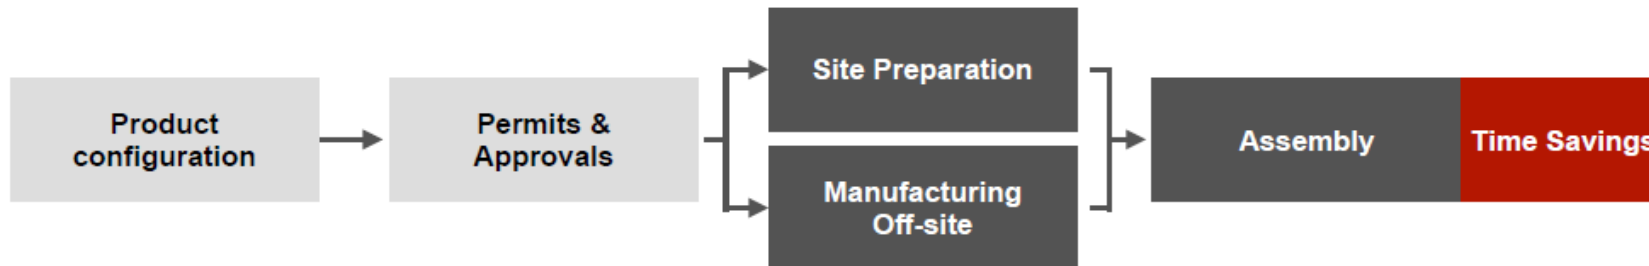 Product
configuration
Permits &
Approvals
Site Preparation
Manufacturing
Off-site
Assembly
Time Savings